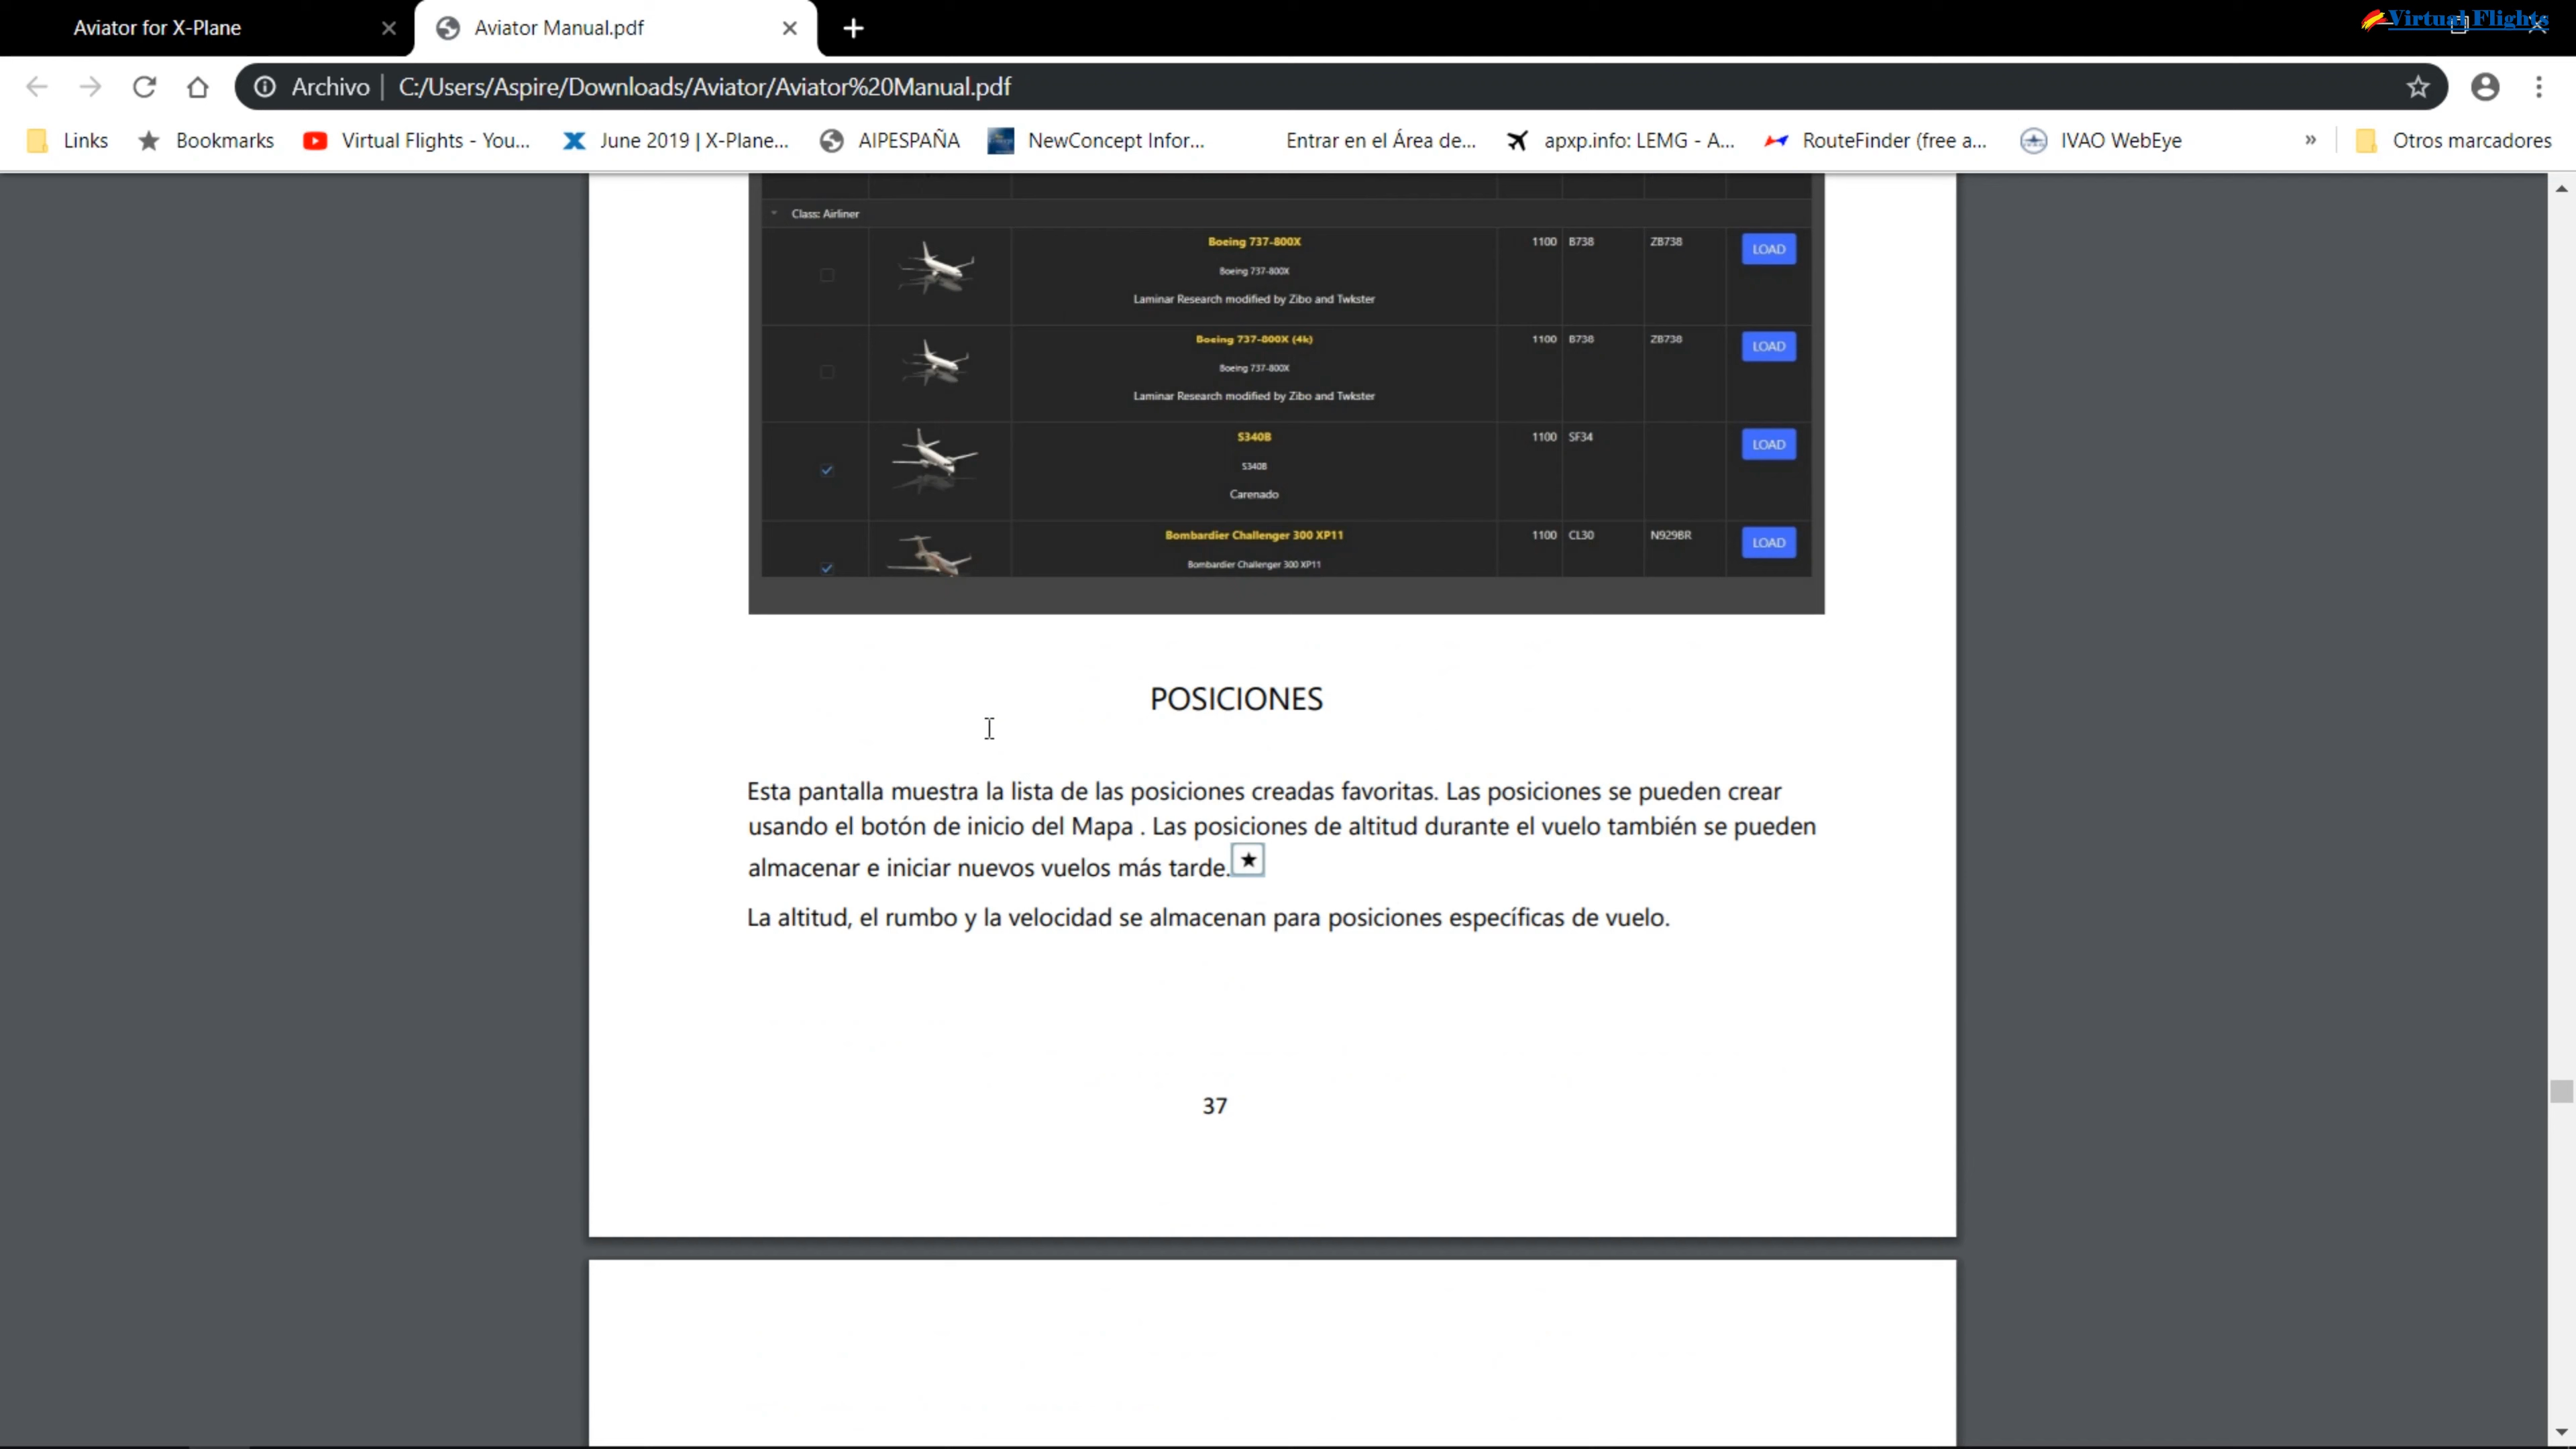 Aviator for X-Plane
Aviator Manual.pdf
Virtual Flights
Archivo | C:/Users/Aspire/Downloads/Aviator/Aviator%20Manual.pdf
Links Bookmarks Virtual Flights - You... June 2019 | X-Plane... AIPESPAÑA NewConcept Infor... Entrar en el Área de... apxp.info: LEMG - A... RouteFinder (free a... IVAO WebEye » Otros marcadores
Class: Airliner
Boeing 737-800X 1100 B738 ZB738 LOAD
Boeing 737-800X
Laminar Research modified by Zibo and Twkster
Boeing 737-800X (4k) 1100 B738 ZB738 LOAD
Boeing 737-800X
Laminar Research modified by Zibo and Twkster
S340B 1100 SF34 LOAD
S340B
Carenado
Bombardier Challenger 300 XP11 1100 CL30 N929BR LOAD
Bombardier Challenger 300 XP11
POSICIONES
Esta pantalla muestra la lista de las posiciones creadas favoritas. Las posiciones se pueden crear
usando el botón de inicio del Mapa . Las posiciones de altitud durante el vuelo también se pueden
almacenar e iniciar nuevos vuelos más tarde.
La altitud, el rumbo y la velocidad se almacenan para posiciones específicas de vuelo.
37